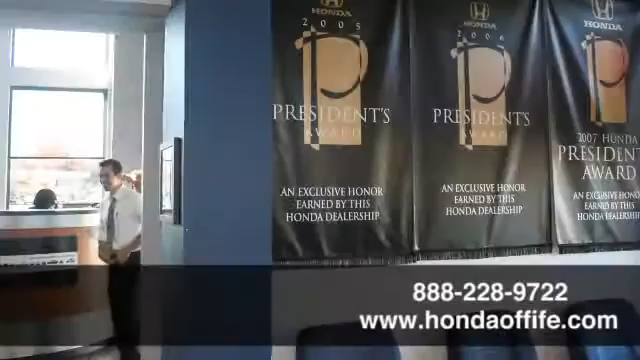 HONDA
2005
PRESIDENT'S
AWARD
AN EXCLUSIVE HONOR
EARNED BY THIS
HONDA DEALERSHIP
HONDA
2006
PRESIDENT'S
AWARD
AN EXCLUSIVE HONOR
EARNED BY THIS
HONDA DEALERSHIP
HONDA
2007 HONDA
PRESIDENT
AWARD
AN EXCLUSIVE HONO
EARNED BY THIS
HONDA DEALERSHI
888-228-9722
www.hondaoffife.com